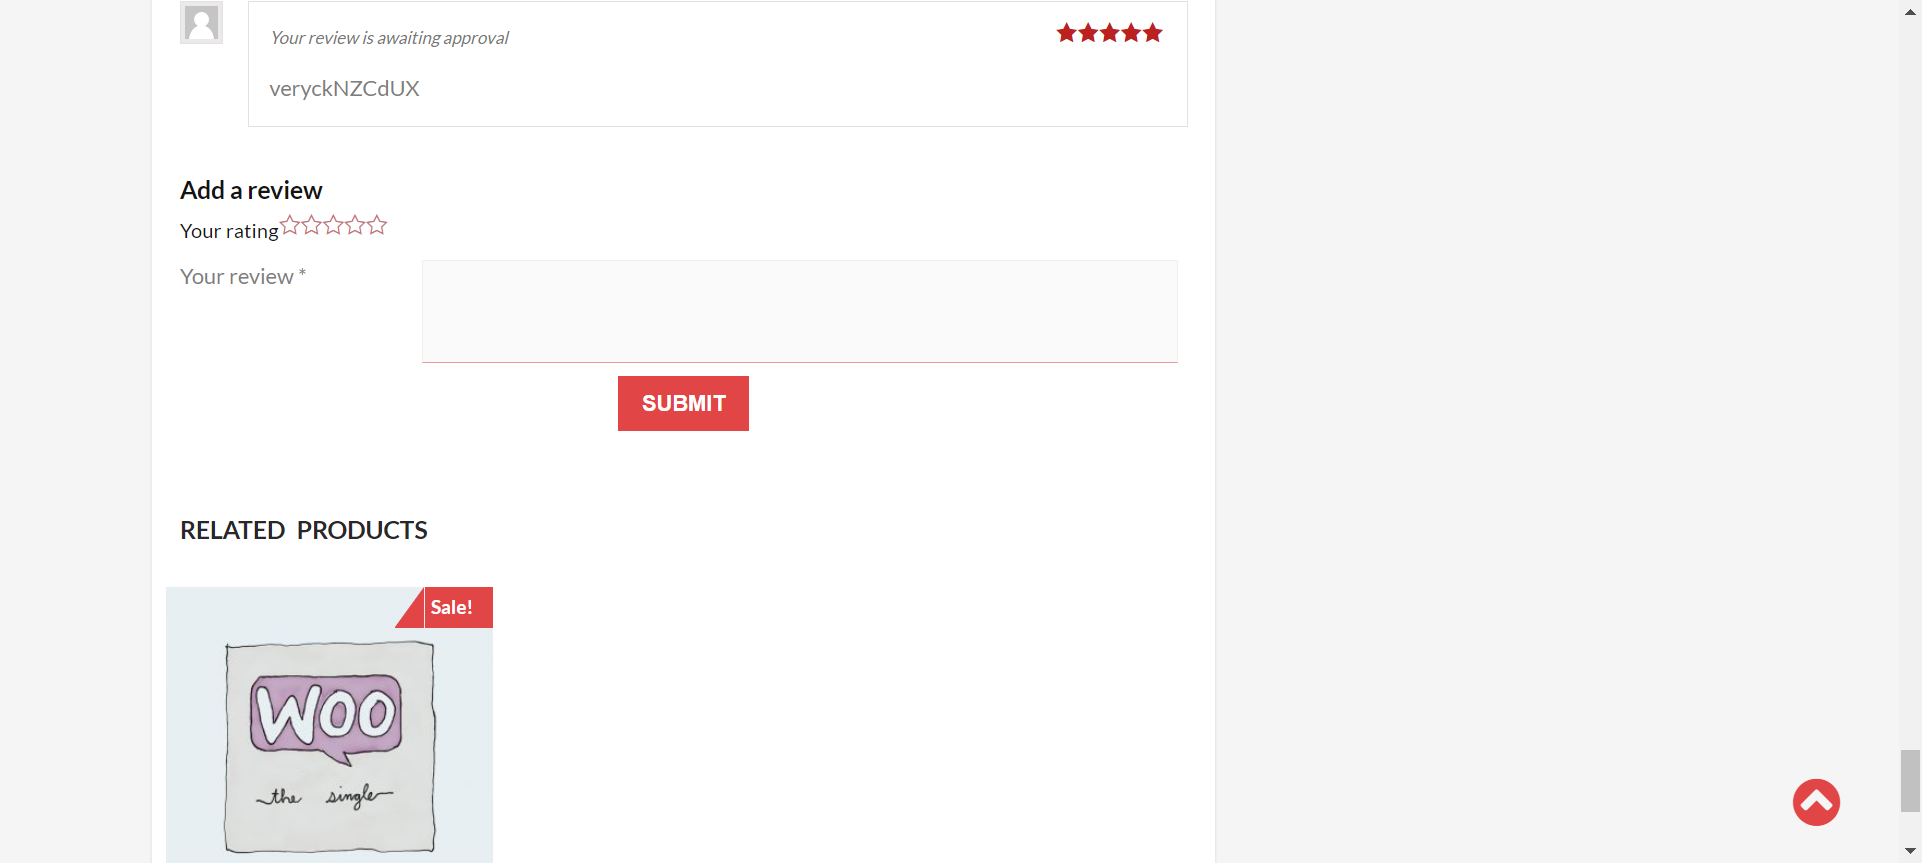 Your review is awaiting approval
veryckNZCdUX
Add a review
Your rating
Your review *
SUBMIT
RELATED PRODUCTS
Sale!
WOO
the single